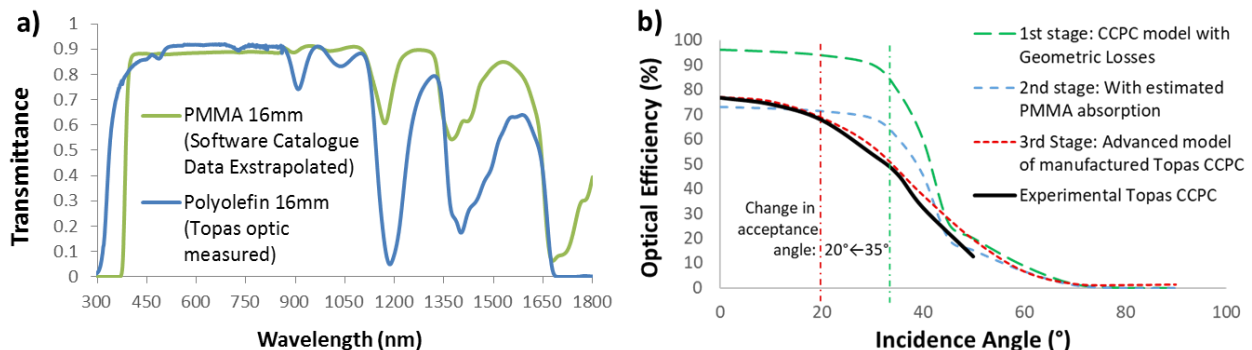 a)
Transmittance
1
0.9
0.8
0.7
0.6
0.5
0.4
0.3
0.2
0.1
0
PMMA 16mm
(Software Catalogue
Data Exstrapolated)
Polyolefin 16mm
(Topas optic
measured)
300 450 600 750 900 1050 1200 1350 1500 1650 1800
Wavelength (nm)
b)
Optical Efficiency (%)
100
90
80
70
60
50
40
30
20
10
0
Change in
acceptance
angle: 20°←35°
0 20 40 60 80 100
Incidence Angle (°)
1st stage: CCPC model with
Geometric Losses
2nd stage: With estimated
PMMA absorption
3rd Stage: Advanced model
of manufactured Topas CCPC
Experimental Topas CCPC